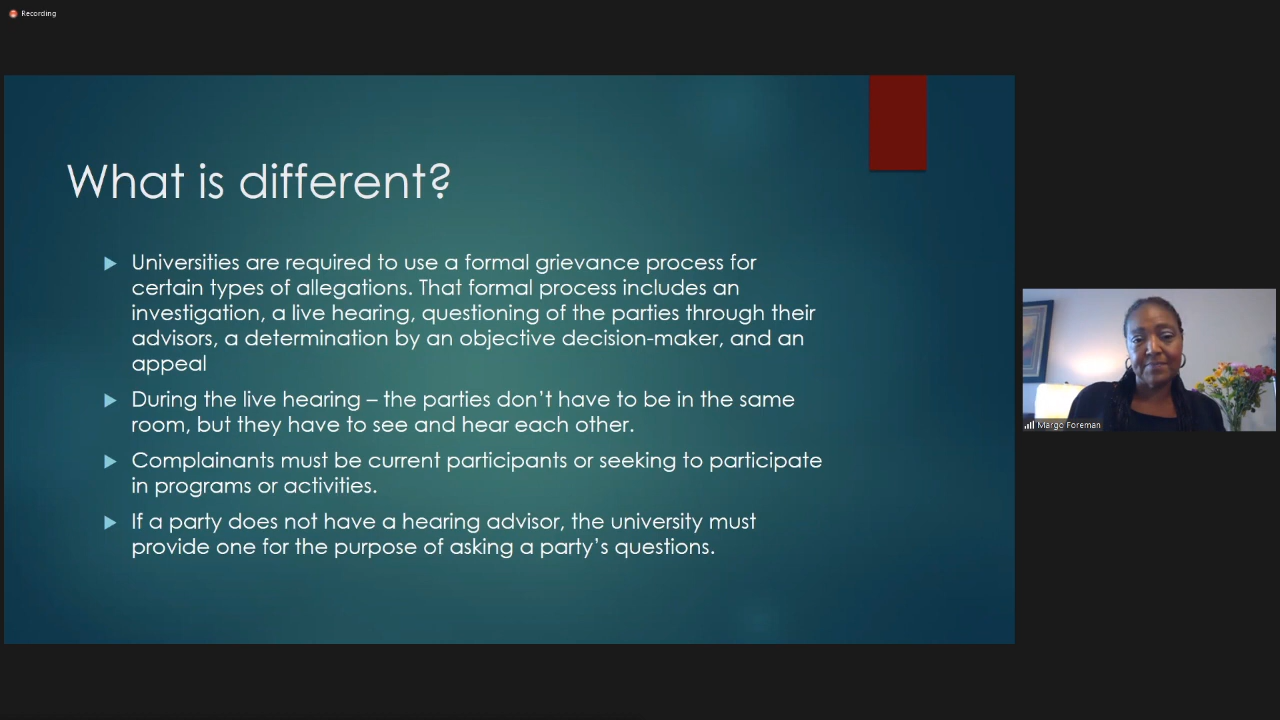 Recording
What is different?
Universities are required to use a formal grievance process for
certain types of allegations. That formal process includes an
investigation, a live hearing, questioning of the parties through their
advisors, a determination by an objective decision-maker, and an
appeal
During the live hearing – the parties don’t have to be in the same
room, but they have to see and hear each other.
Complainants must be current participants or seeking to participate
in programs or activities.
If a party does not have a hearing advisor, the university must
provide one for the purpose of asking a party’s questions.
Margo Foreman